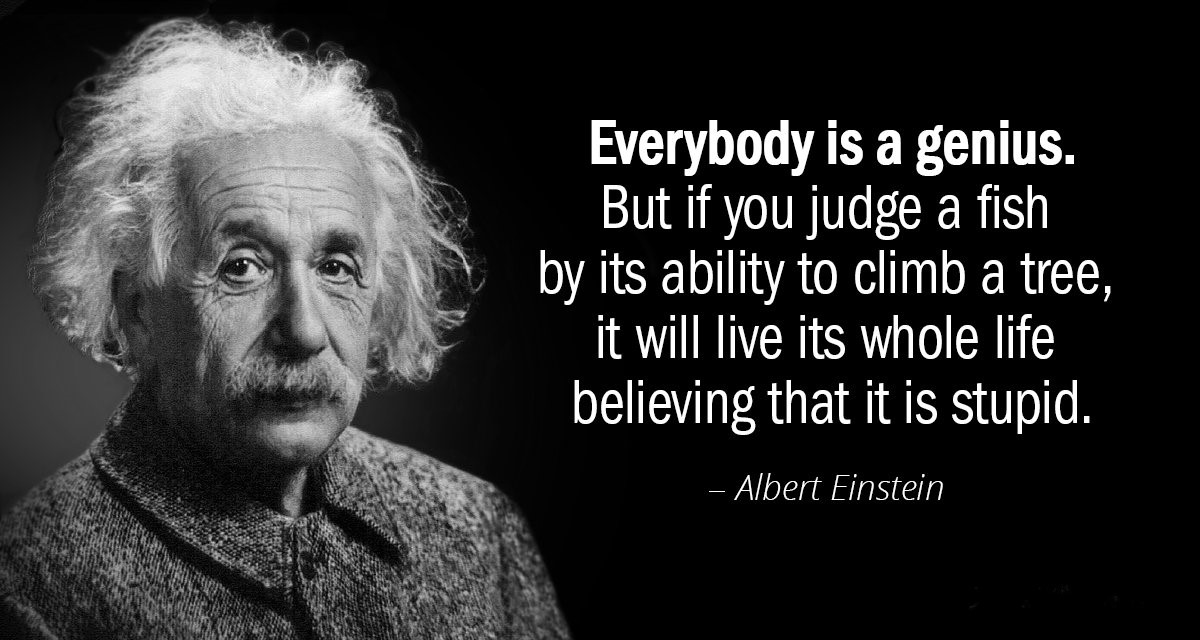 Everybody is a genius.
But if you judge a fish
by its ability to climb a tree,
it will live its whole life
believing that it is stupid.
– Albert Einstein